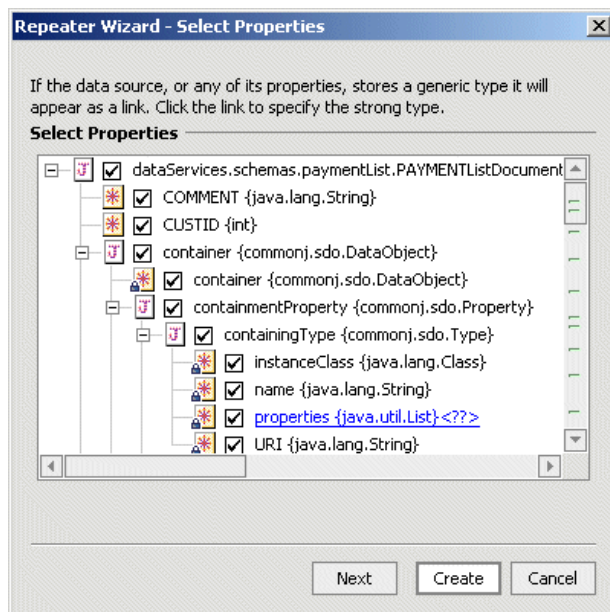 Repeater Wizard - Select Properties
If the data source, or any of its properties, stores a generic type it will
appear as a link. Click the link to specify the strong type.
Select Properties
dataServices.schemas.paymentList.PAYMENTListDocument
COMMENT {java.lang.String}
CUSTID {int}
container {commonj.sdo.DataObject}
container {commonj.sdo.DataObject}
containmentProperty {commonj.sdo.Property}
containingType {commonj.sdo.Type}
instanceClass {java.lang.Class}
name {java.lang.String}
properties {java.util.List}<??>
URI {java.lang.String}
Next Create Cancel